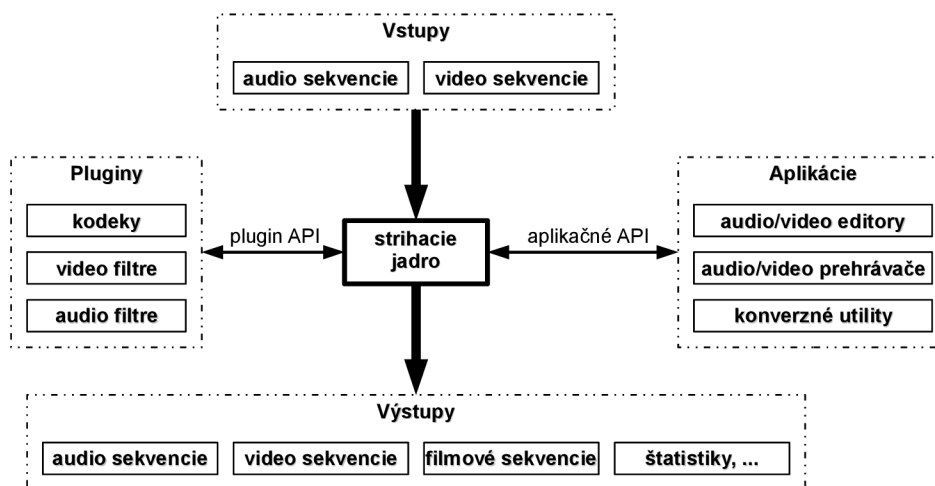 Vstupy
audio sekvencie
video sekvencie
Pluginy
kodeky
video filtre
audio filtre
plugin API
strihacie
jadro
aplikačné API
Aplikácie
audio/video editory
audio/video prehrávače
konverzné utility
Výstupy
audio sekvencie
video sekvencie
filmové sekvencie
štatistiky, ...